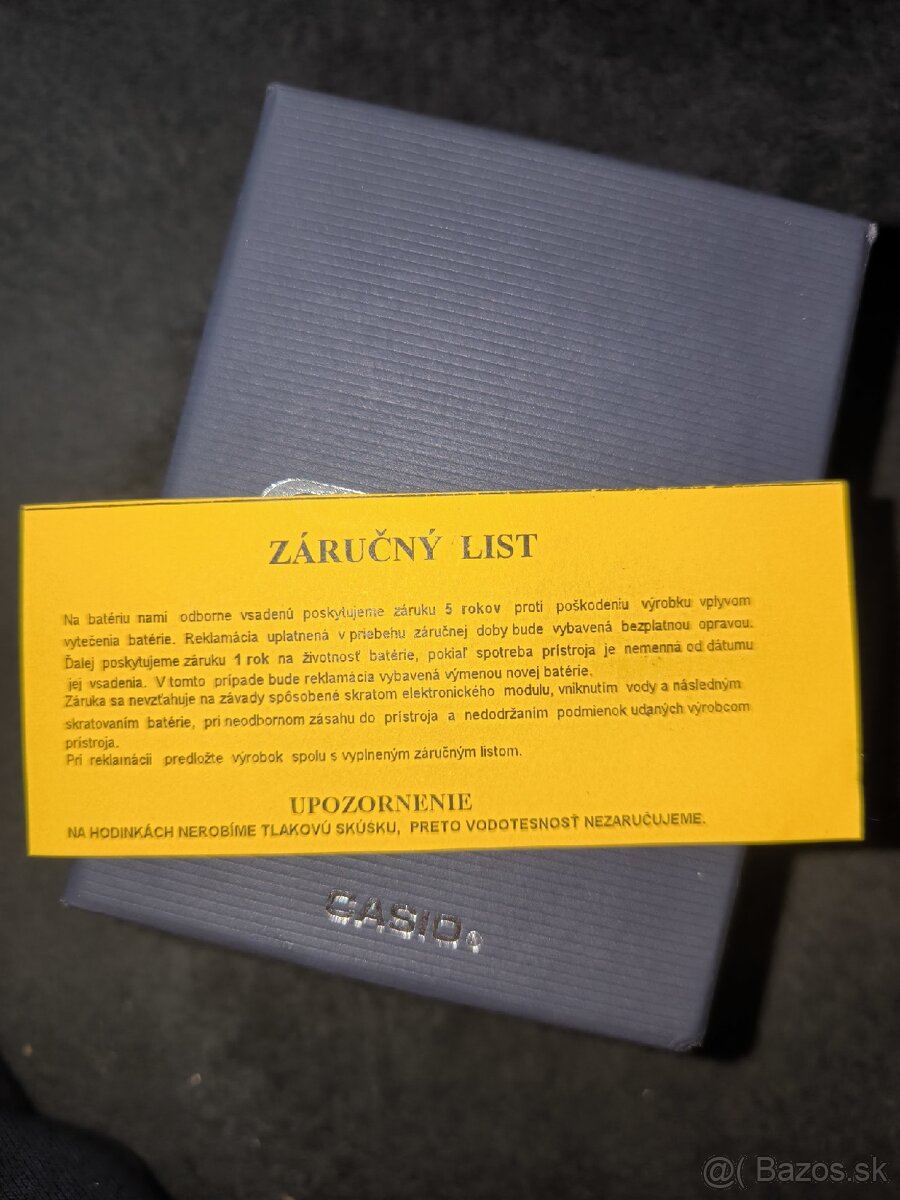 ZÁRUČNÝ LIST
Na batériu nami odborne vsadenú poskytujeme záruku 5 rokov proti poškodeniu výrobku vplyvom
vytečenia batérie. Reklamácia uplatnená v priebehu záručnej doby bude vybavená bezplatnou opravou.
Ďalej poskytujeme záruku 1 rok na životnosť batérie, pokiaľ spotreba prístroja je nemenná od dátumu
jej vsadenia. V tomto prípade bude reklamácia vybavená výmenou novej batérie.
Záruka sa nevzťahuje na závady spôsobené skratom elektronického modulu, vniknutím vody a následným
skratovaním batérie, pri neodbornom zásahu do prístroja a nedodržaním podmienok udaných výrobcom
prístroja.
Pri reklamácii predložte výrobok spolu s vyplneným záručným listom.
UPOZORNENIE
NA HODINKÁCH NEROBÍME TLAKOVÚ SKÚSKU, PRETO VODOTESNOSŤ NEZARUČUJEME.
CASIO®
@( Bazos.sk